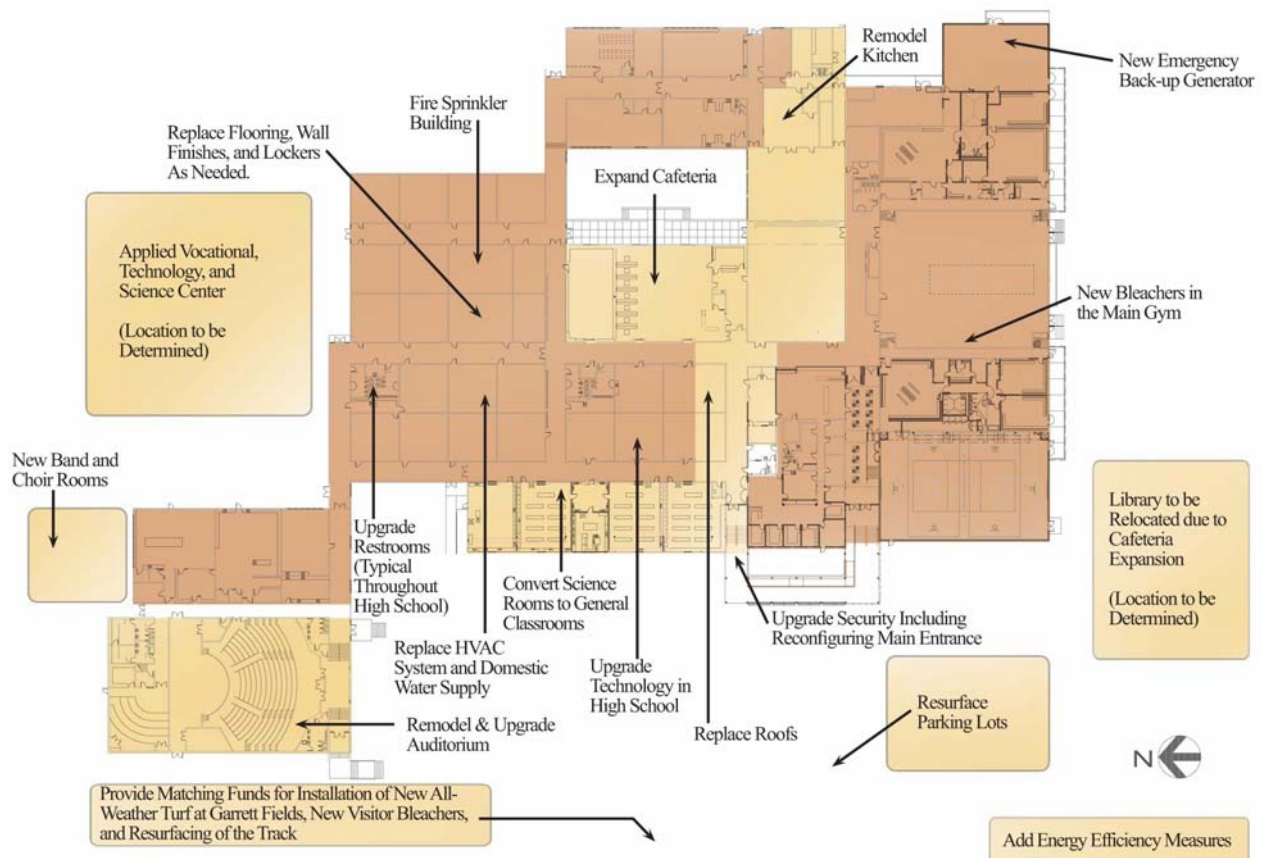 Remodel
Kitchen
New Emergency
Back-up Generator
Fire Sprinkler
Building
Replace Flooring, Wall
Finishes, and Lockers
As Needed.
Expand Cafeteria
Applied Vocational,
Technology, and
Science Center
(Location to be
Determined)
New Bleachers in
the Main Gym
New Band and
Choir Rooms
Library to be
Relocated due to
Cafeteria
Expansion
(Location to be
Determined)
Upgrade
Restrooms
(Typical
Throughout
High School)
Convert Science
Rooms to General
Classrooms
Upgrade Security Including
Reconfiguring Main Entrance
Replace HVAC
System and Domestic
Water Supply
Upgrade
Technology in
High School
Resurface
Parking Lots
Remodel & Upgrade
Auditorium
Replace Roofs
N
Provide Matching Funds for Installation of New All-
Weather Turf at Garrett Fields, New Visitor Bleachers,
and Resurfacing of the Track
Add Energy Efficiency Measures